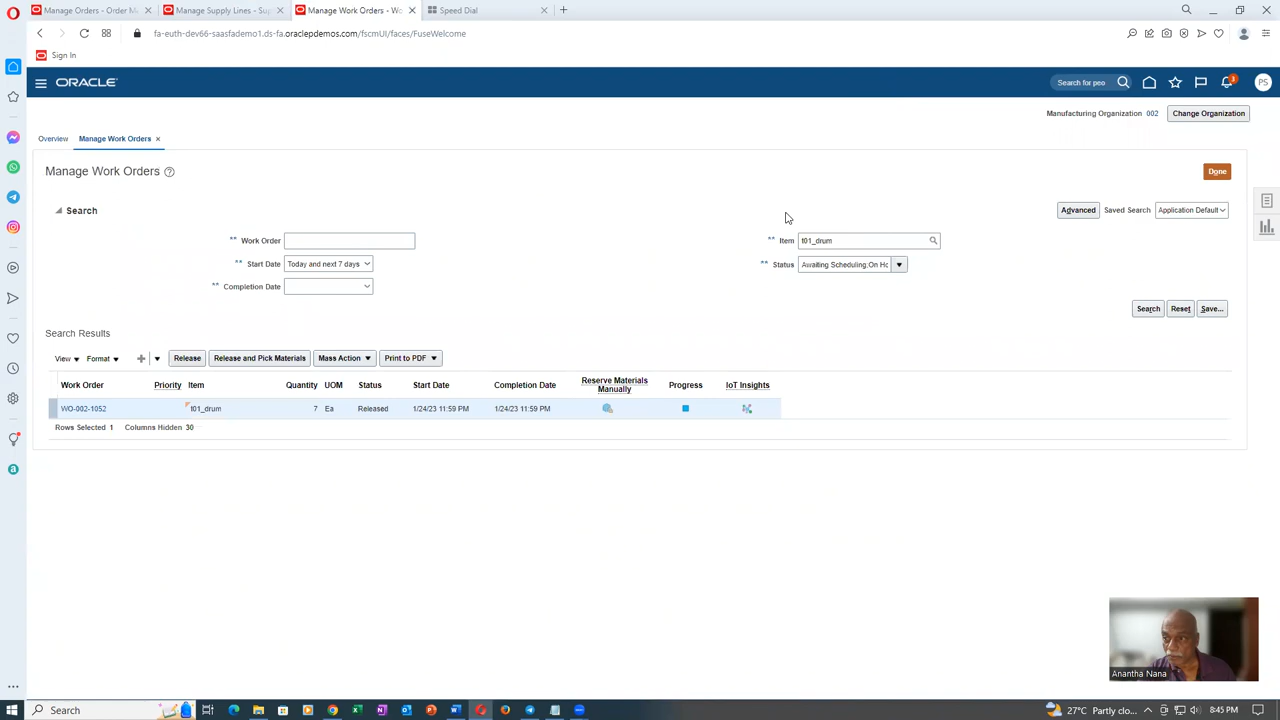 Manage Orders - Order Ma
Manage Supply Lines - Sup
Manage Work Orders - Wo
Speed Dial
fa-euth-dev66-saasfademo1.ds-fa.oraclepdemos.com/fscmUI/faces/FuseWelcome
Sign In
ORACLE
Search for peo
3
PS
Manufacturing Organization 002 Change Organization
Overview Manage Work Orders
Manage Work Orders
Done
Search
Advanced Saved Search Application Default
** Work Order
** Item t01_drum
** Start Date Today and next 7 days
** Status Awaiting Scheduling;On Ho
** Completion Date
Search Reset Save...
Search Results
View Format Release Release and Pick Materials Mass Action Print to PDF
Work Order Priority Item Quantity UOM Status Start Date Completion Date Reserve Materials Manually Progress IoT Insights
WO-002-1052 t01_drum 7 Ea Released 1/24/23 11:59 PM 1/24/23 11:59 PM
Rows Selected 1 Columns Hidden 30
Anantha Nana
Search
27°C Partly clo...
8:45 PM